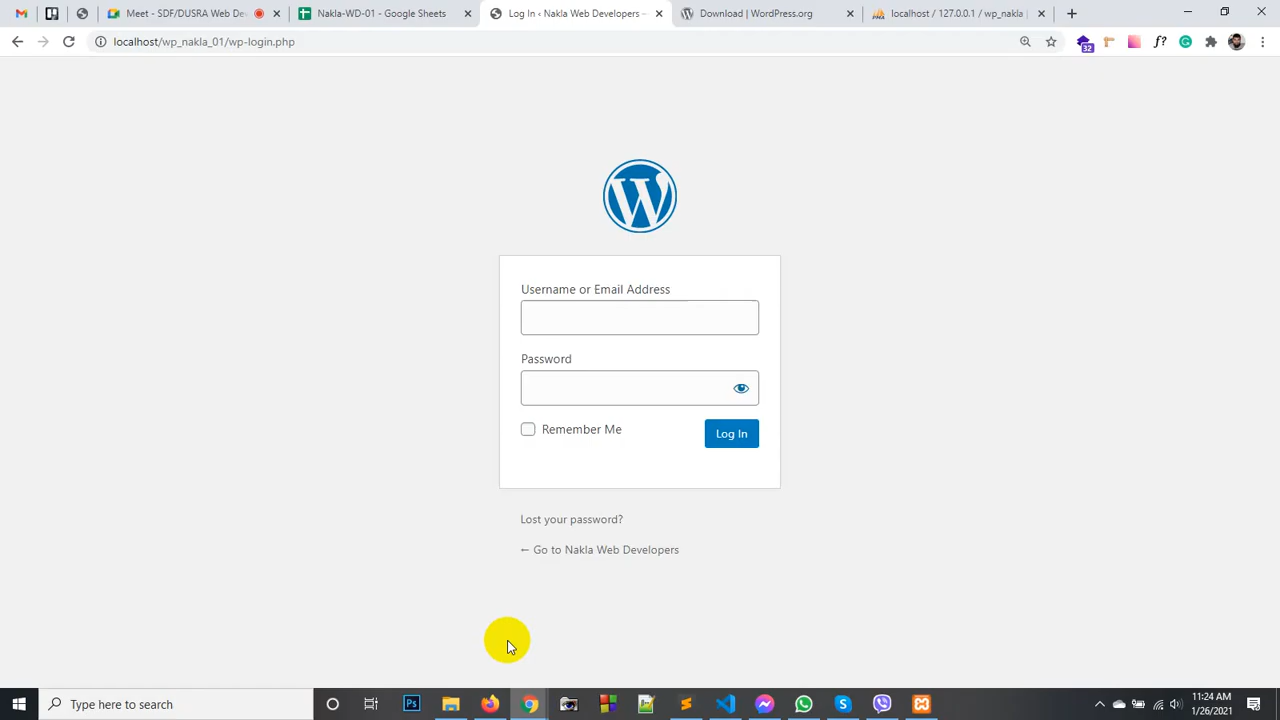 Meet - SDF/DUSRA Web De
Nakla-WD-01 - Google Sheets
Log In ‹ Nakla Web Developers –
Download | WordPress.org
localhost / 127.0.0.1 / wp_nakla
localhost/wp_nakla_01/wp-login.php
32
f?
Username or Email Address
Password
Remember Me
Log In
Lost your password?
← Go to Nakla Web Developers
Type here to search
Ps
11:24 AM
1/26/2021